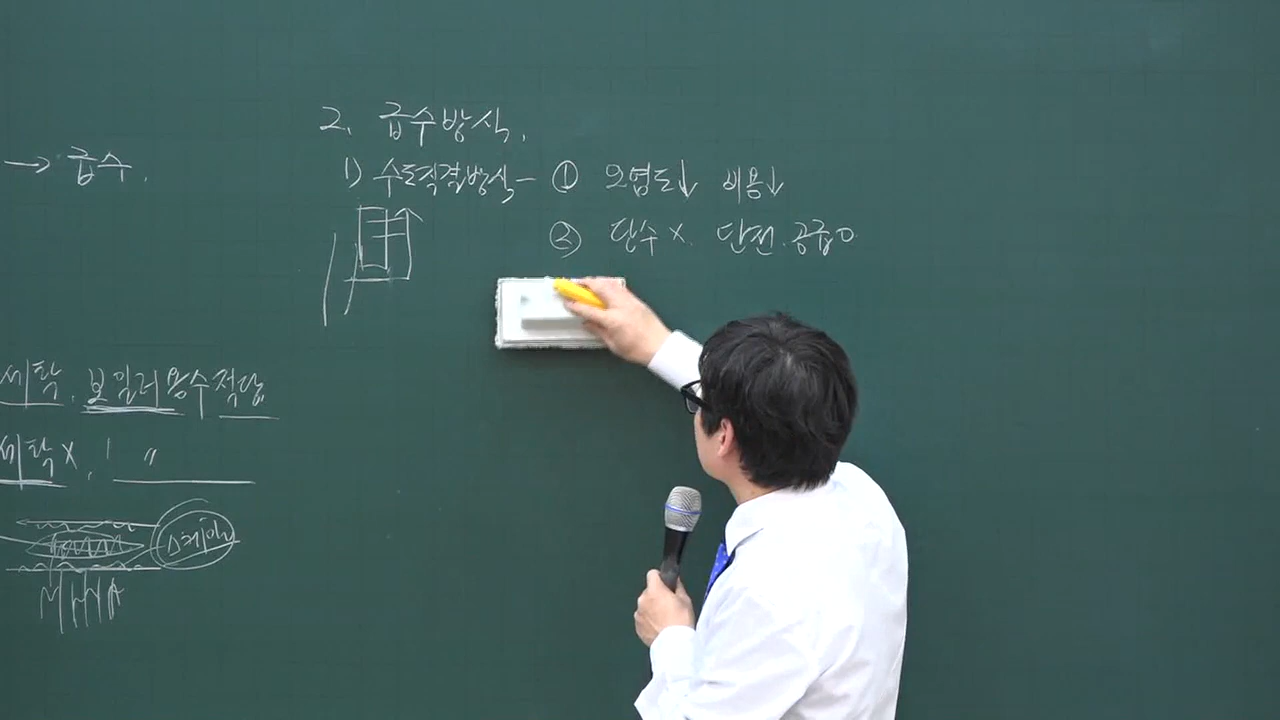 → 급수.
2. 급수방식.
1) 수도직결방식 - ① 오염도↓ 비용↓
② 단수 X. 단전. 공급O
세탁. 보일러용수 적합
세탁 X. 〃
스케일